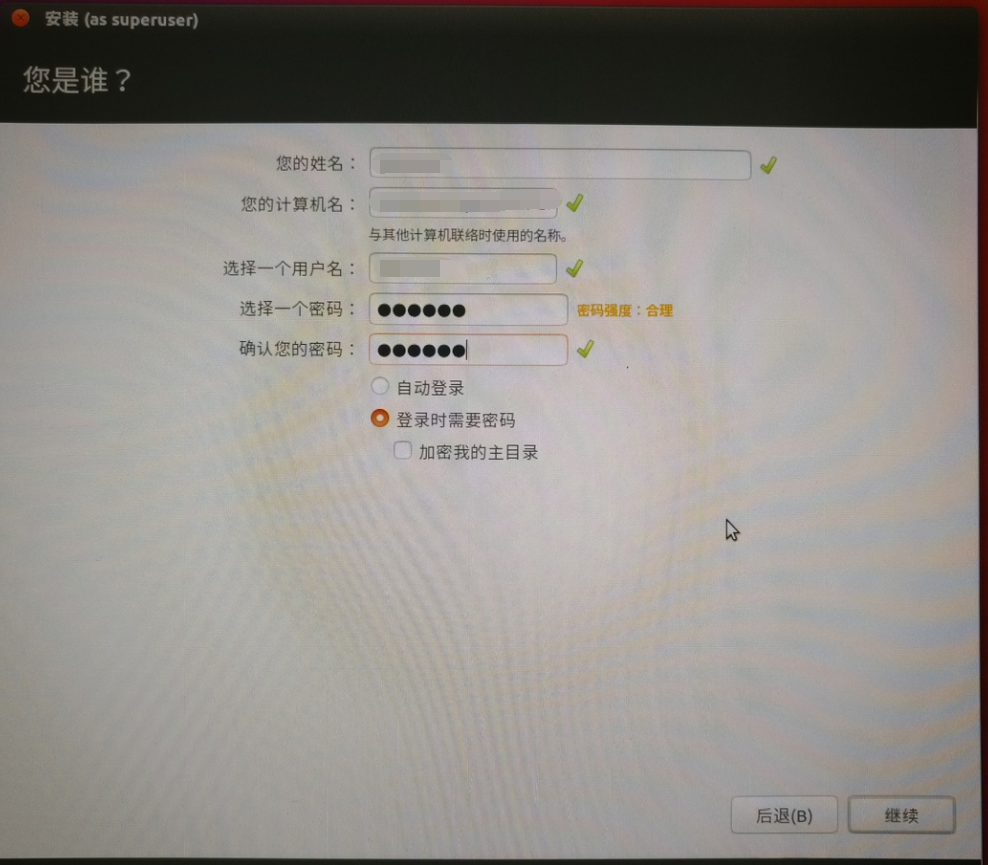 安装 (as superuser)
您是谁？
您的姓名：
您的计算机名：
与其他计算机联络时使用的名称。
选择一个用户名：
选择一个密码： ●●●●●● 密码强度：合理
确认您的密码： ●●●●●●
自动登录
登录时需要密码
加密我的主目录
后退(B) 继续